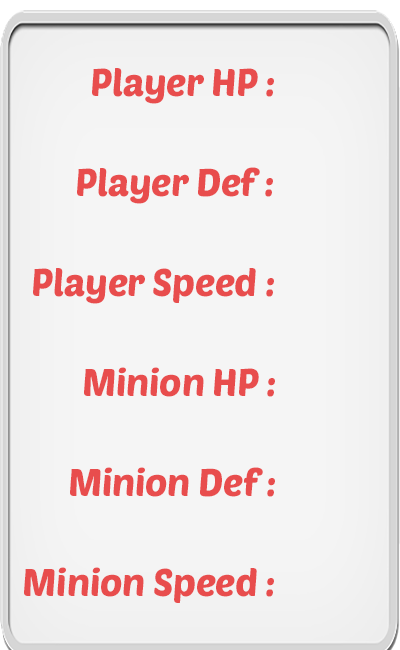 Player HP :
Player Def :
Player Speed :
Minion HP :
Minion Def :
Minion Speed :